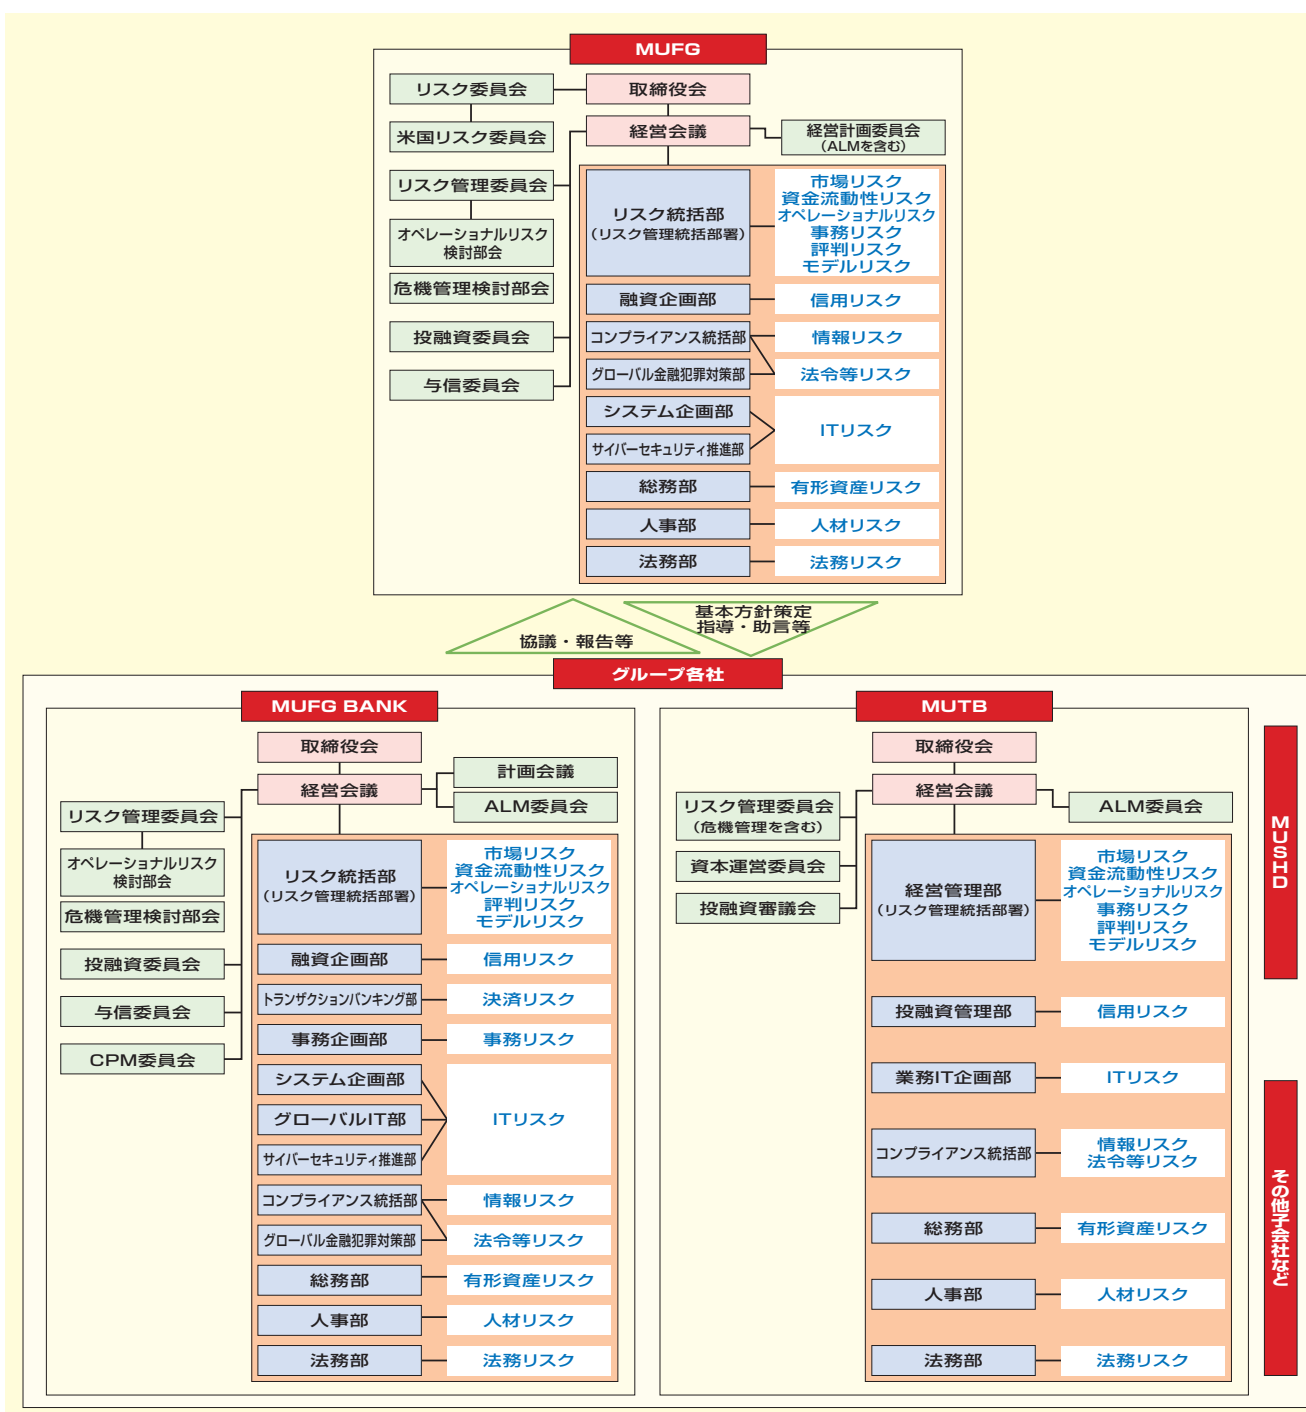 MUFG
リスク委員会
取締役会
米国リスク委員会
経営会議
経営計画委員会
(ALMを含む)
リスク管理委員会
オペレーショナルリスク
検討部会
危機管理検討部会
投融資委員会
与信委員会
リスク統括部
(リスク管理統括部署)
市場リスク
資金流動性リスク
オペレーショナルリスク
事務リスク
評判リスク
モデルリスク
融資企画部
信用リスク
コンプライアンス統括部
情報リスク
グローバル金融犯罪対策部
法令等リスク
システム企画部
サイバーセキュリティ推進部
ITリスク
総務部
有形資産リスク
人事部
人材リスク
法務部
法務リスク
協議・報告等
基本方針策定
指導・助言等
グループ各社
MUFG BANK
取締役会
経営会議
計画会議
ALM委員会
リスク管理委員会
オペレーショナルリスク
検討部会
危機管理検討部会
投融資委員会
与信委員会
CPM委員会
リスク統括部
(リスク管理統括部署)
市場リスク
資金流動性リスク
オペレーショナルリスク
評判リスク
モデルリスク
融資企画部
信用リスク
トランザクションバンキング部
決済リスク
事務企画部
事務リスク
システム企画部
グローバルIT部
サイバーセキュリティ推進部
ITリスク
コンプライアンス統括部
情報リスク
グローバル金融犯罪対策部
法令等リスク
総務部
有形資産リスク
人事部
人材リスク
法務部
法務リスク
MUTB
取締役会
経営会議
ALM委員会
リスク管理委員会
(危機管理を含む)
資本運営委員会
投融資審議会
経営管理部
(リスク管理統括部署)
市場リスク
資金流動性リスク
オペレーショナルリスク
事務リスク
評判リスク
モデルリスク
投融資管理部
信用リスク
業務IT企画部
ITリスク
コンプライアンス統括部
情報リスク
法令等リスク
総務部
有形資産リスク
人事部
人材リスク
法務部
法務リスク
MUSHD
その他子会社など